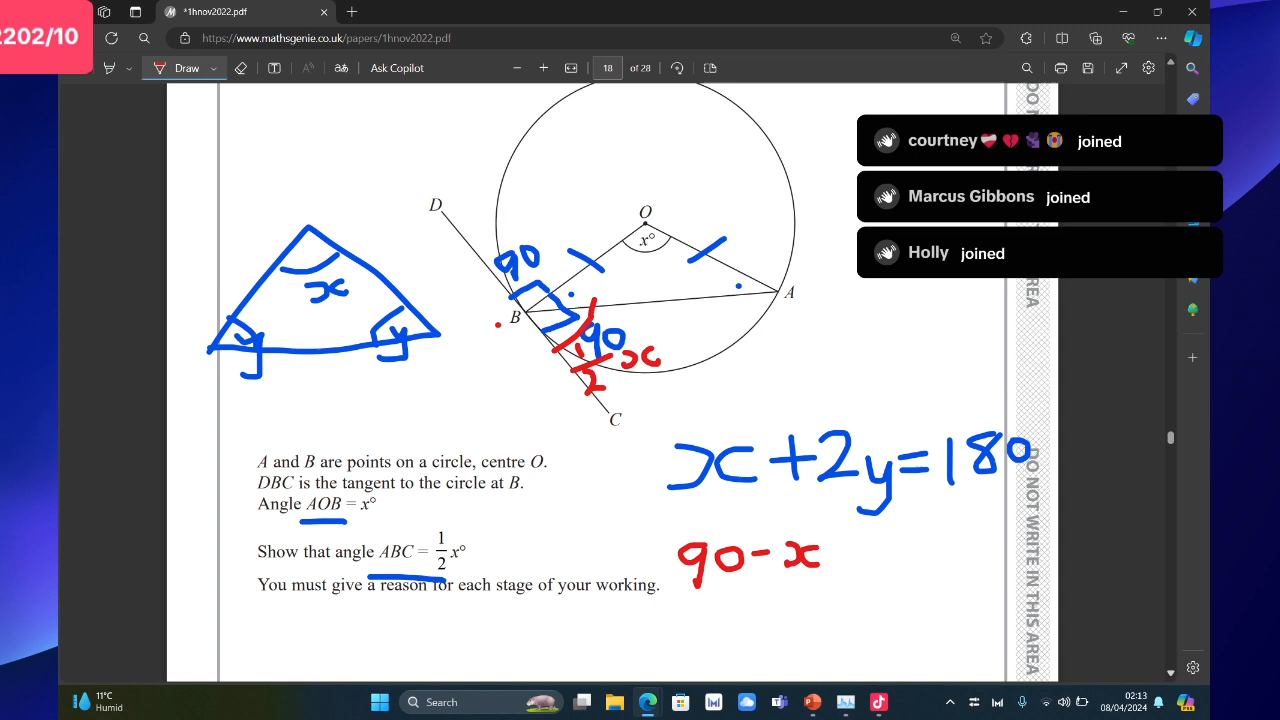 2202/10
*1hnov2022.pdf
https://www.mathsgenie.co.uk/papers/1hnov2022.pdf
Draw
Ask Copilot
18 of 28
courtney❤️‍🩹 💔 joined
Marcus Gibbons joined
Holly joined
D
O
x°
90
B
A
90
1/2 x
C
x
y
y
A and B are points on a circle, centre O.
DBC is the tangent to the circle at B.
Angle AOB = x°
Show that angle ABC = 1/2 x°
You must give a reason for each stage of your working.
x + 2y = 180
90 - x
DO NOT WRITE IN THIS AREA
11°C
Humid
Search
02:13
08/04/2024